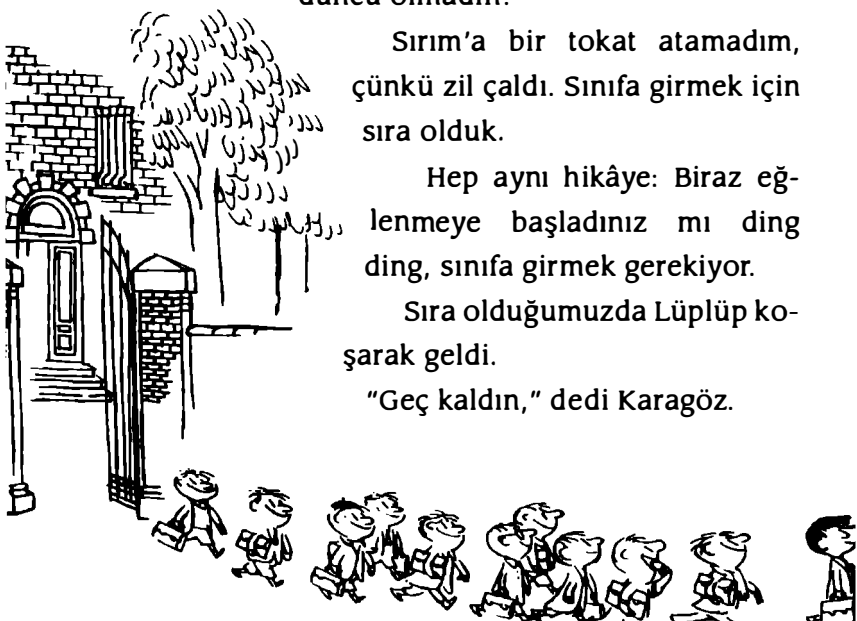 Sırım'a bir tokat atamadım,
çünkü zil çaldı. Sınıfa girmek için
sıra olduk.
Hep aynı hikâye: Biraz eğ-
lenmeye başladınız mı ding
ding, sınıfa girmek gerekiyor.
Sıra olduğumuzda Lüplüp ko-
şarak geldi.
"Geç kaldın," dedi Karagöz.